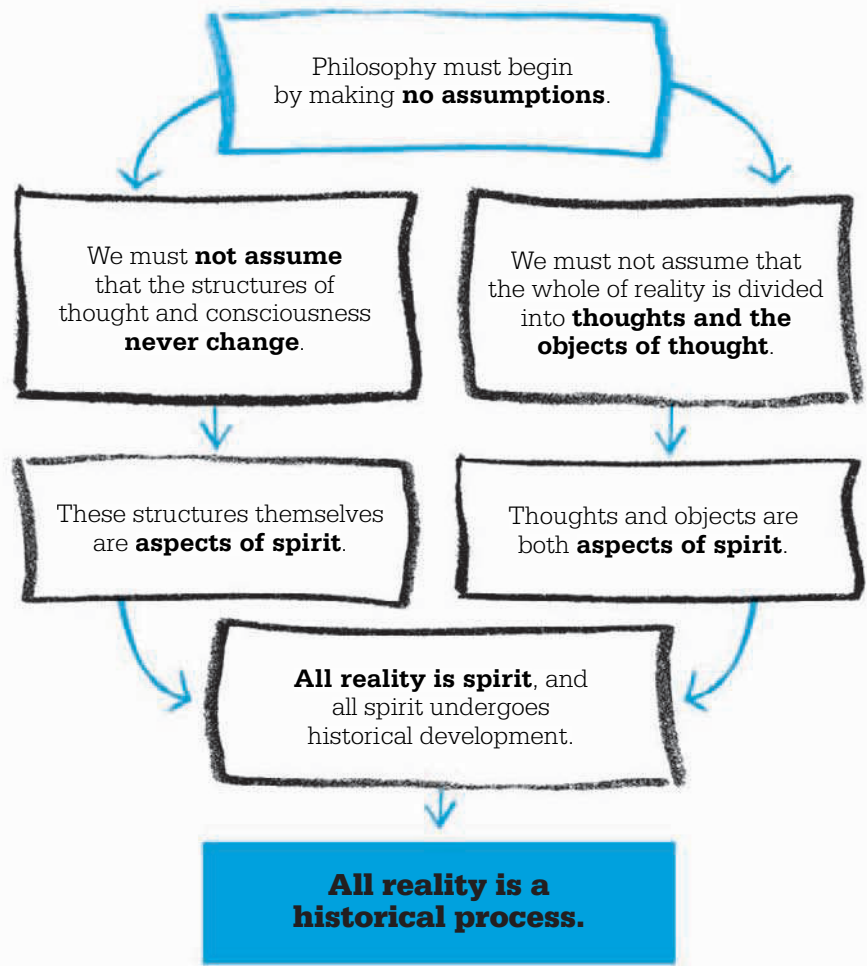 Philosophy must begin
by making no assumptions.
We must not assume
that the structures of
thought and consciousness
never change.
We must not assume that
the whole of reality is divided
into thoughts and the
objects of thought.
These structures themselves
are aspects of spirit.
Thoughts and objects are
both aspects of spirit.
All reality is spirit, and
all spirit undergoes
historical development.
All reality is a
historical process.